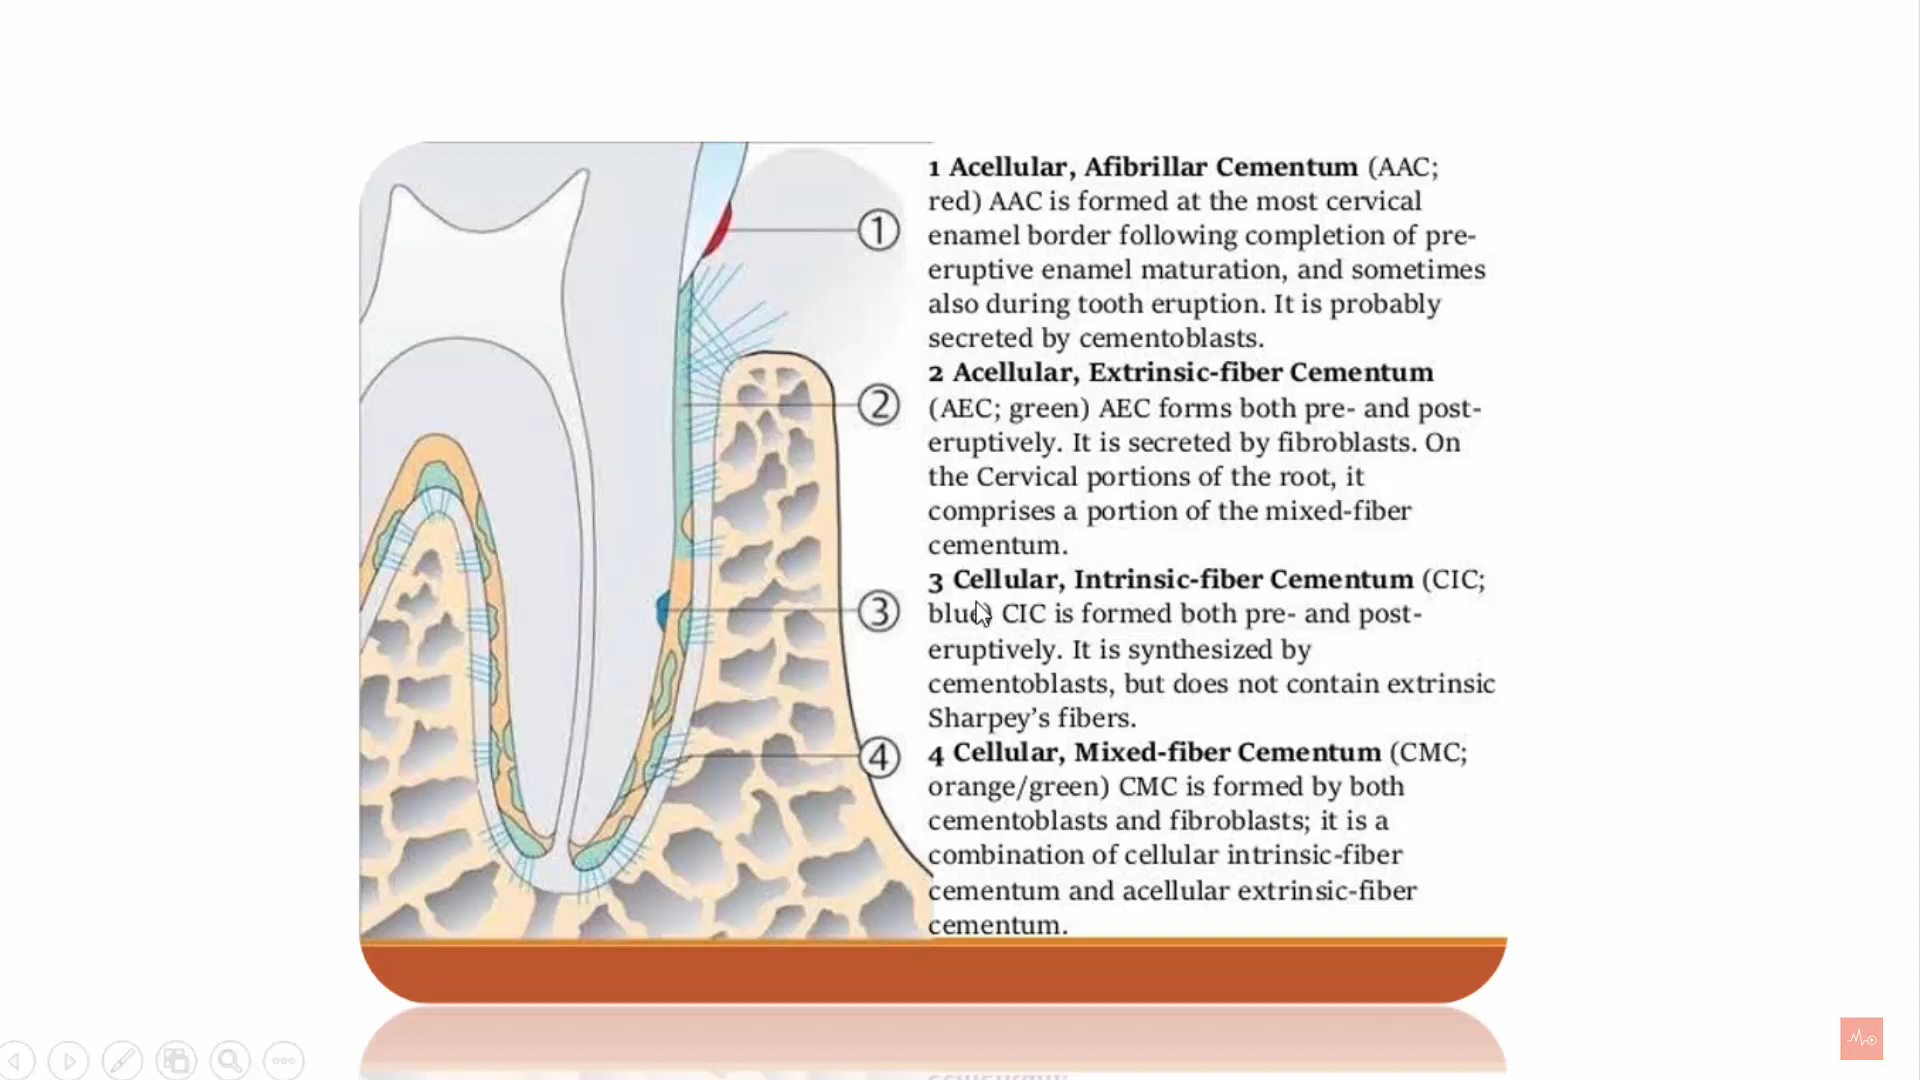 1 Acellular, Afibrillar Cementum (AAC;
red) AAC is formed at the most cervical
enamel border following completion of pre-
eruptive enamel maturation, and sometimes
also during tooth eruption. It is probably
secreted by cementoblasts.
2 Acellular, Extrinsic-fiber Cementum
(AEC; green) AEC forms both pre- and post-
eruptively. It is secreted by fibroblasts. On
the Cervical portions of the root, it
comprises a portion of the mixed-fiber
cementum.
3 Cellular, Intrinsic-fiber Cementum (CIC;
blue) CIC is formed both pre- and post-
eruptively. It is synthesized by
cementoblasts, but does not contain extrinsic
Sharpey’s fibers.
4 Cellular, Mixed-fiber Cementum (CMC;
orange/green) CMC is formed by both
cementoblasts and fibroblasts; it is a
combination of cellular intrinsic-fiber
cementum and acellular extrinsic-fiber
cementum.
1
2
3
4